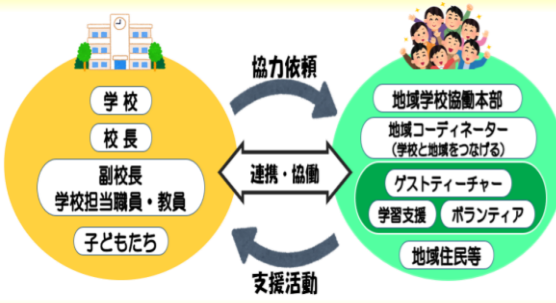 学校
校長
副校長
学校担当職員・教員
子どもたち
協力依頼
連携・協働
支援活動
地域学校協働本部
地域コーディネーター
(学校と地域をつなげる)
ゲストティーチャー
学習支援
ボランティア
地域住民等